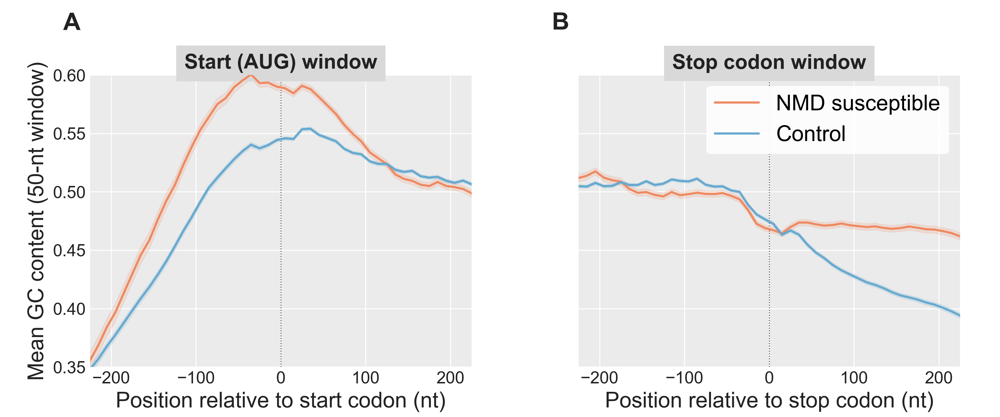 A
B
Start (AUG) window
Stop codon window
Mean GC content (50-nt window)
0.60
0.55
0.50
0.45
0.40
0.35
NMD susceptible
Control
−200
−100
0
100
200
−200
−100
0
100
200
Position relative to start codon (nt)
Position relative to stop codon (nt)